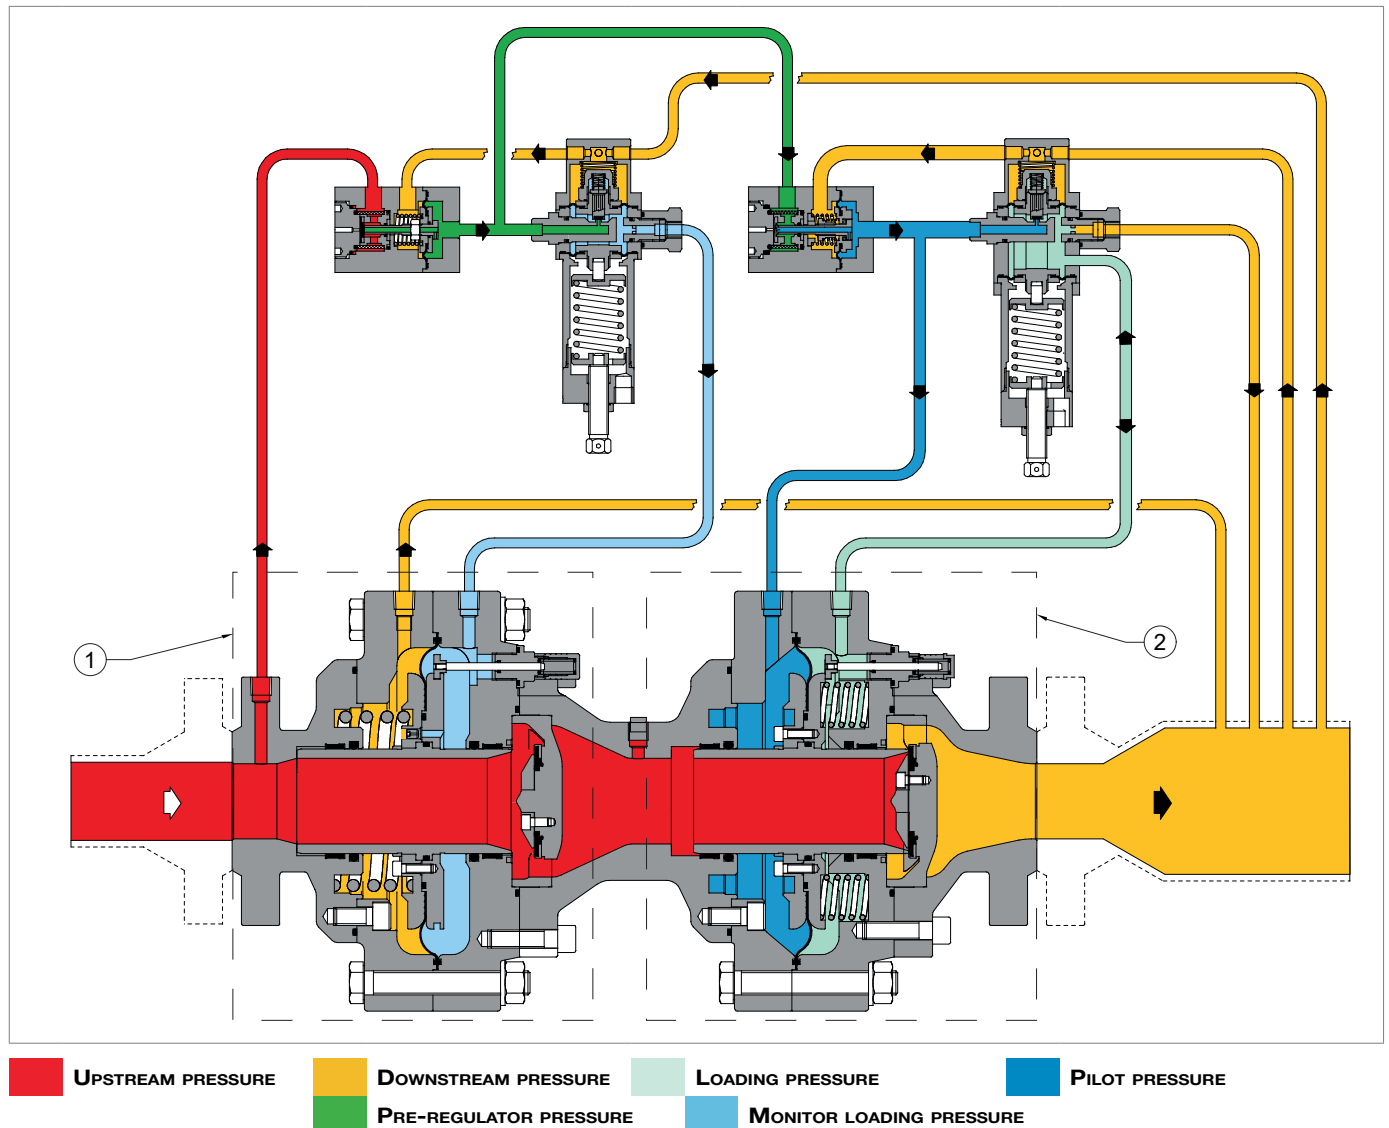 1
2
UPSTREAM PRESSURE
DOWNSTREAM PRESSURE
LOADING PRESSURE
PILOT PRESSURE
PRE-REGULATOR PRESSURE
MONITOR LOADING PRESSURE